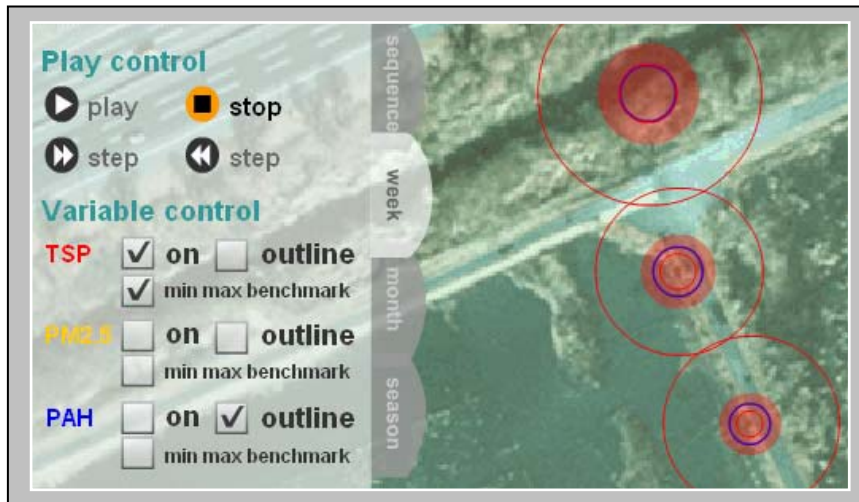 Play control
play stop
step step
Variable control
TSP on outline
min max benchmark
PM2.5 on outline
min max benchmark
PAH on outline
min max benchmark
sequence
week
month
season